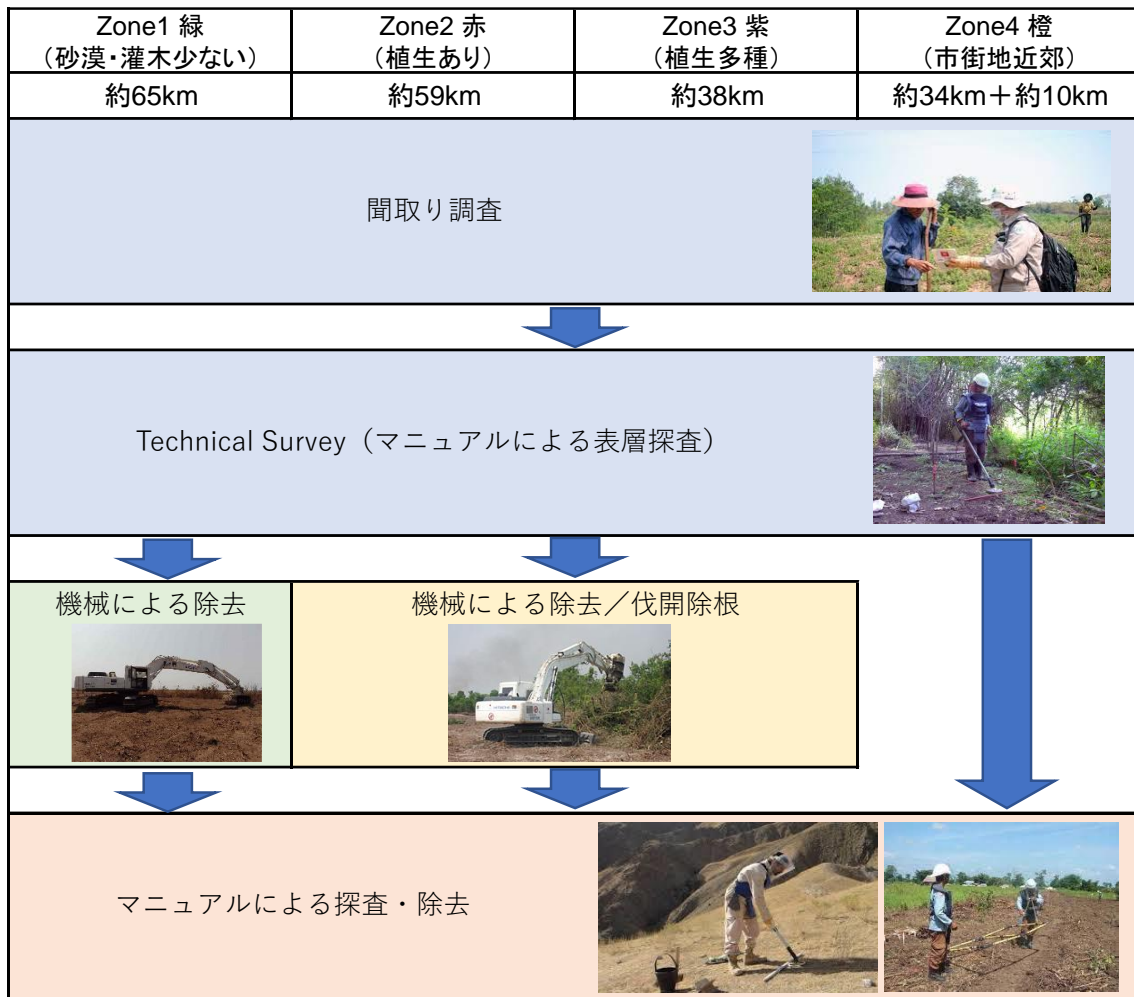 Zone1 緑
（砂漠・灌木少ない）
Zone2 赤
（植生あり）
Zone3 紫
（植生多種）
Zone4 橙
（市街地近郊）
約65km
約59km
約38km
約34km＋約10km
聞取り調査
Technical Survey（マニュアルによる表層探査）
機械による除去
機械による除去／伐開除根
マニュアルによる探査・除去